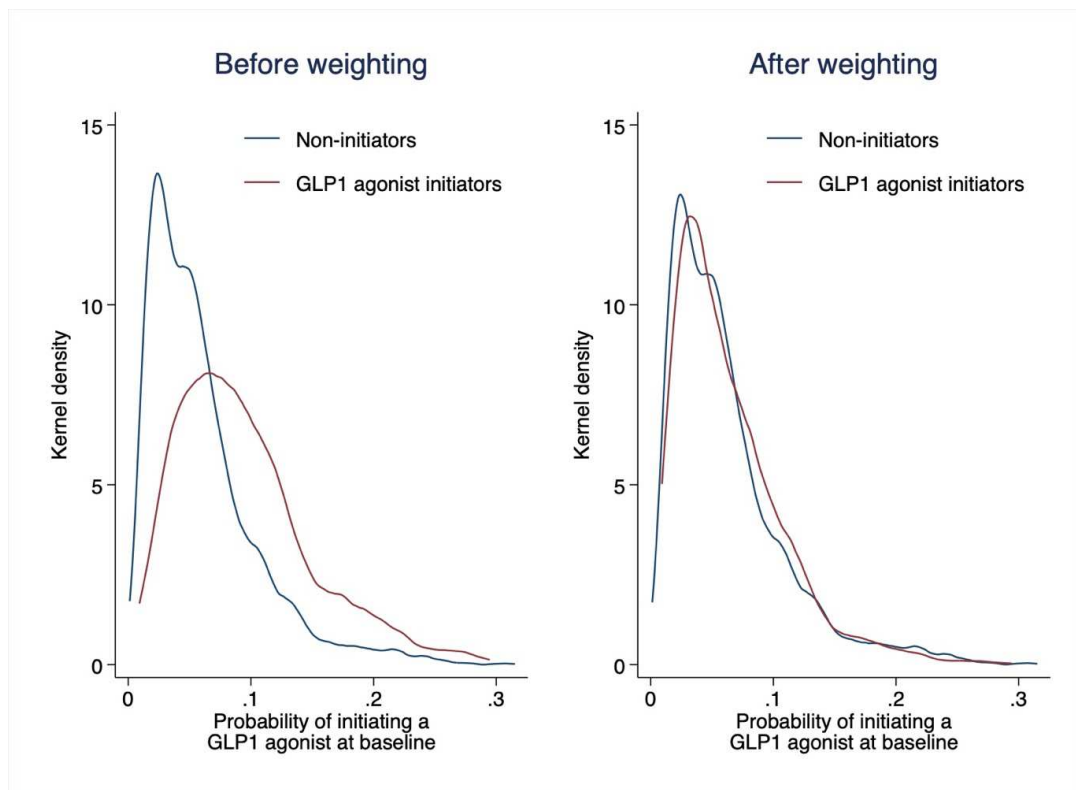 Before weighting
15
10
5
0
Kernel density
Non-initiators
GLP1 agonist initiators
0 .1 .2 .3
Probability of initiating a
GLP1 agonist at baseline
After weighting
15
10
5
0
Kernel density
Non-initiators
GLP1 agonist initiators
0 .1 .2 .3
Probability of initiating a
GLP1 agonist at baseline